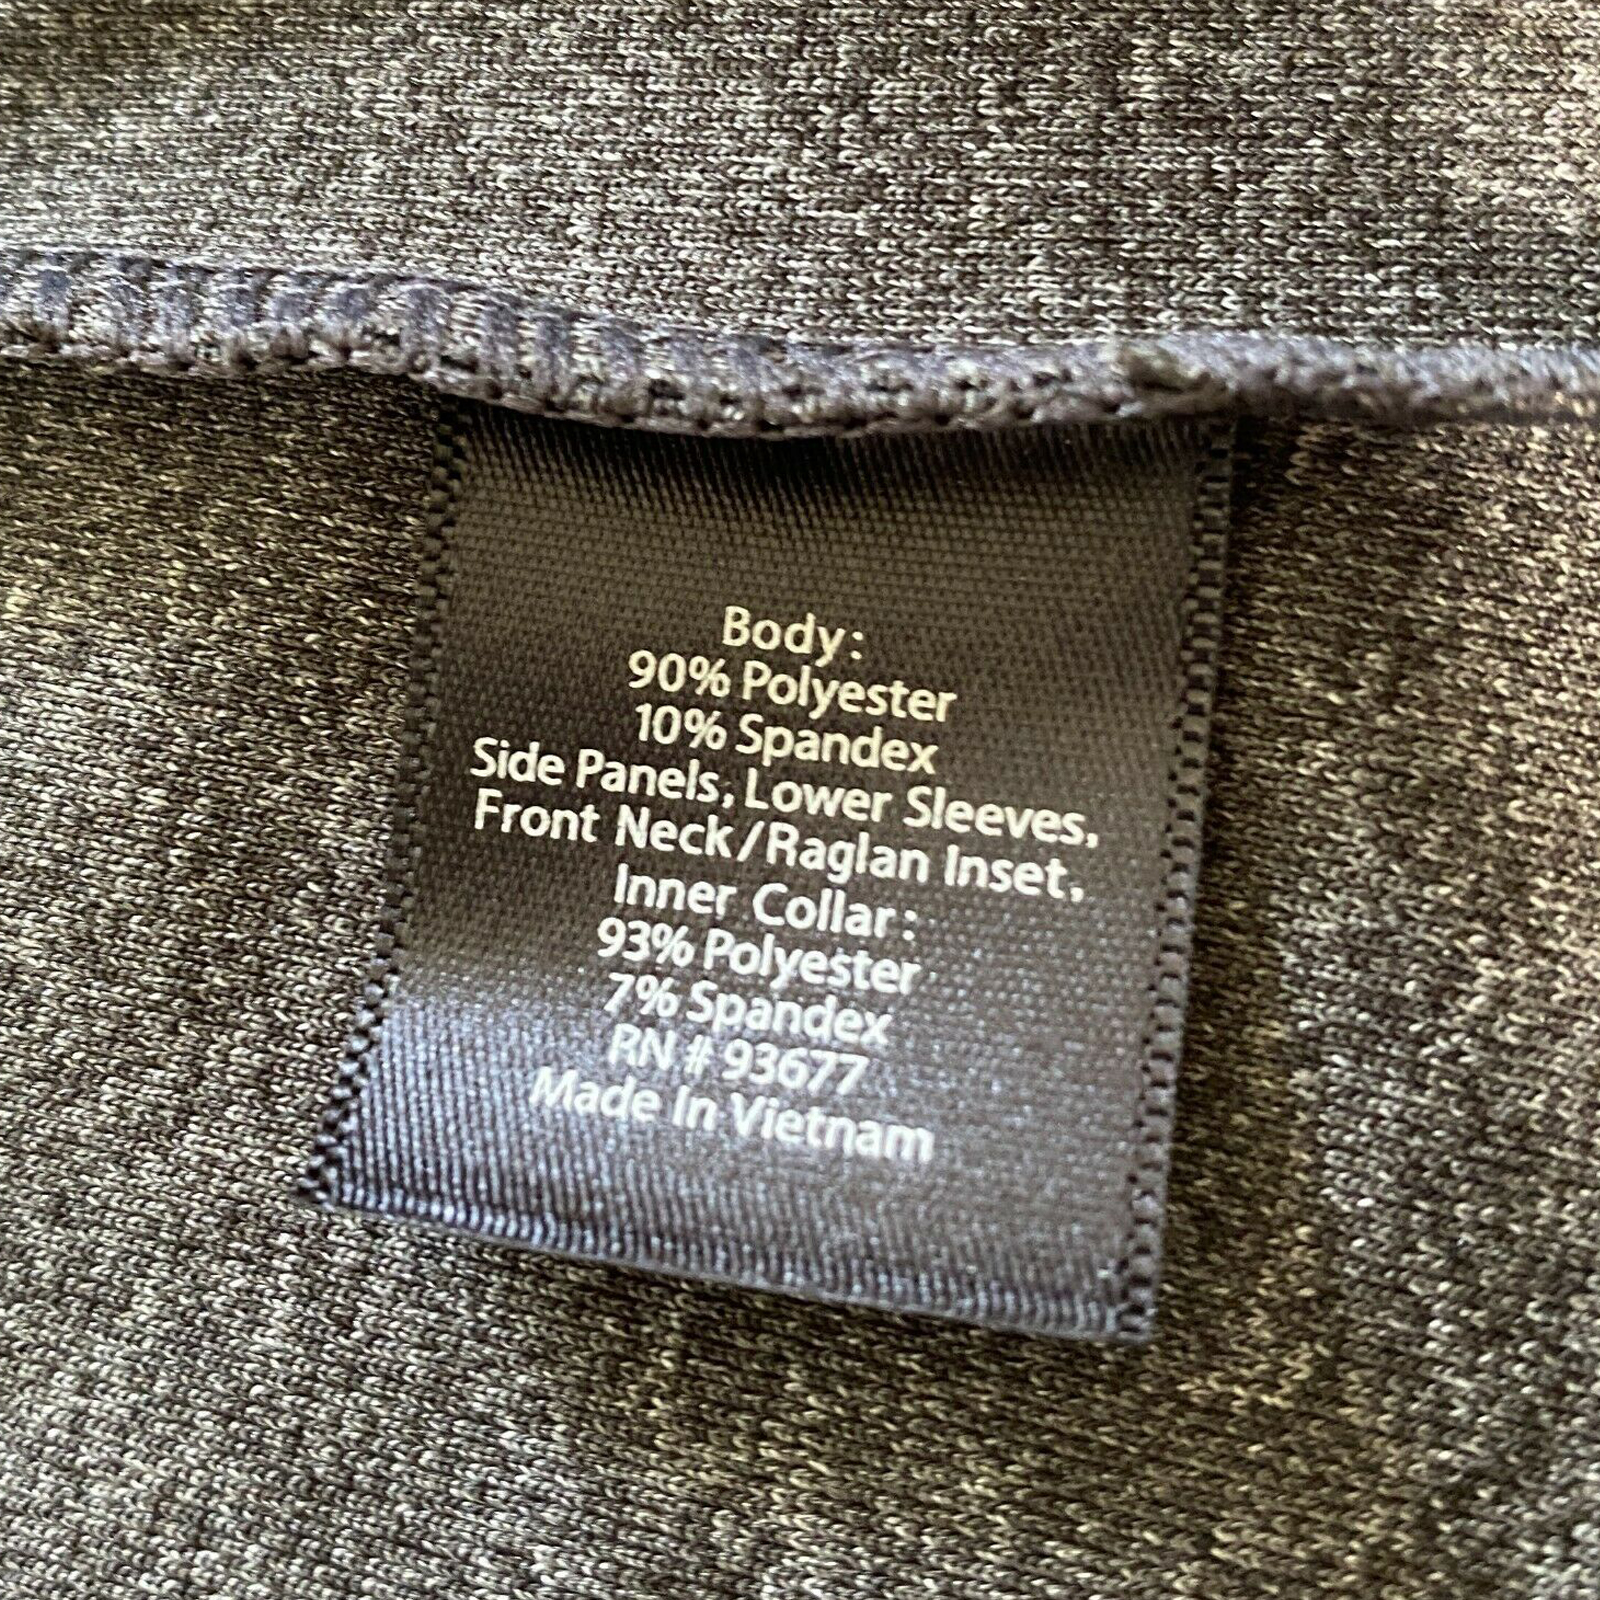 Body:
90% Polyester
10% Spandex
Side Panels, Lower Sleeves,
Front Neck/Raglan Inset,
Inner Collar:
93% Polyester
7% Spandex
RN # 93677
Made In Vietnam